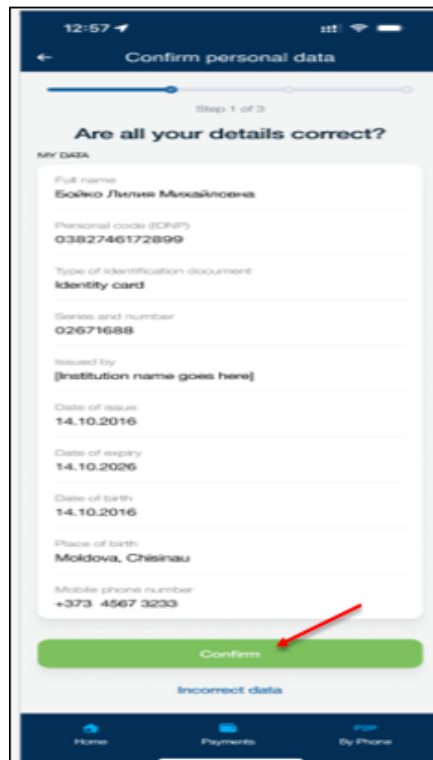 12:57
Confirm personal data
Step 1 of 3
Are all your details correct?
MY DATA
Full name
Бойко Лилия Михайловна
Personal code (IDNP)
0382746172899
Type of identification document
Identity card
Series and number
02671688
Issued by
[Institution name goes here]
Date of issue
14.10.2016
Date of expiry
14.10.2026
Date of birth
14.10.2016
Place of birth
Moldova, Chisinau
Mobile phone number
+373 4567 3233
Confirm
Incorrect data
P2P
Home Payments By Phone